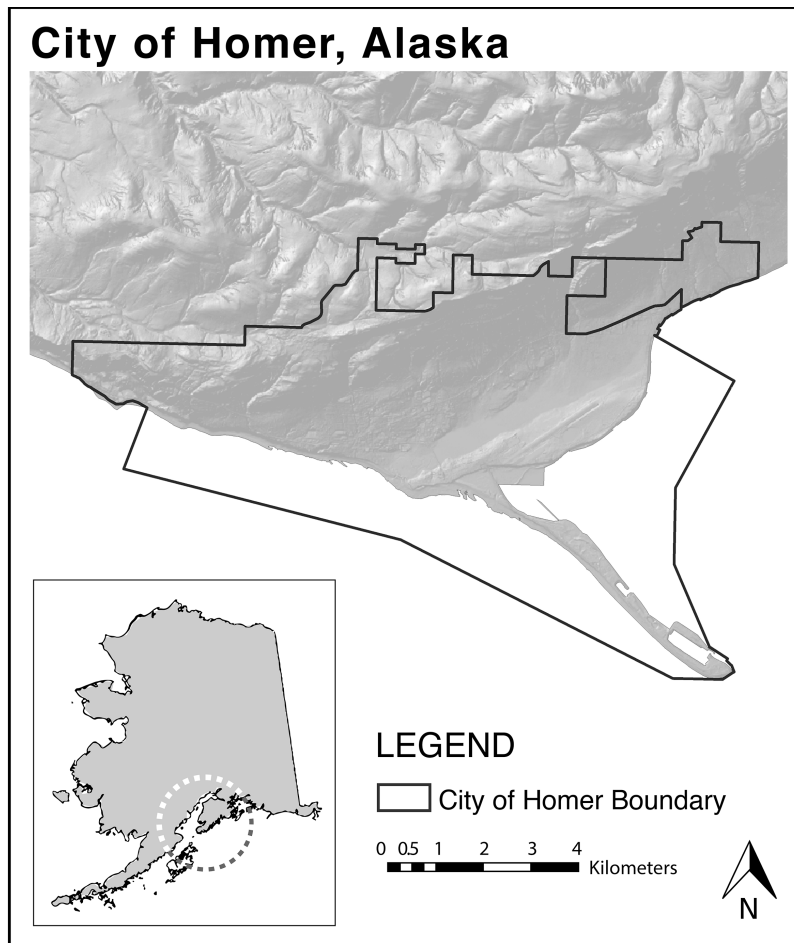 City of Homer, Alaska
LEGEND
City of Homer Boundary
0 0.5 1 2 3 4
Kilometers
N